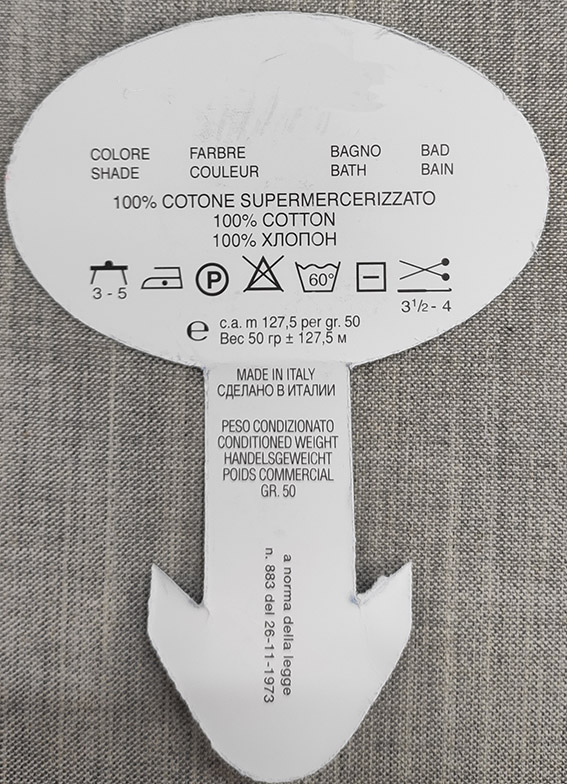 COLORE FARBRE BAGNO BAD
SHADE COULEUR BATH BAIN
100% COTONE SUPERMERCERIZZATO
100% COTTON
100% ХЛОПОН
P 60°
3 - 5 3 1/2 - 4
e c.a. m 127,5 per gr. 50
Вес 50 гр ± 127,5 м
MADE IN ITALY
СДЕЛАНО В ИТАЛИИ
PESO CONDIZIONATO
CONDITIONED WEIGHT
HANDELSGEWEICHT
POIDS COMMERCIAL
GR. 50
a norma della legge
n. 883 del 26-11-1973